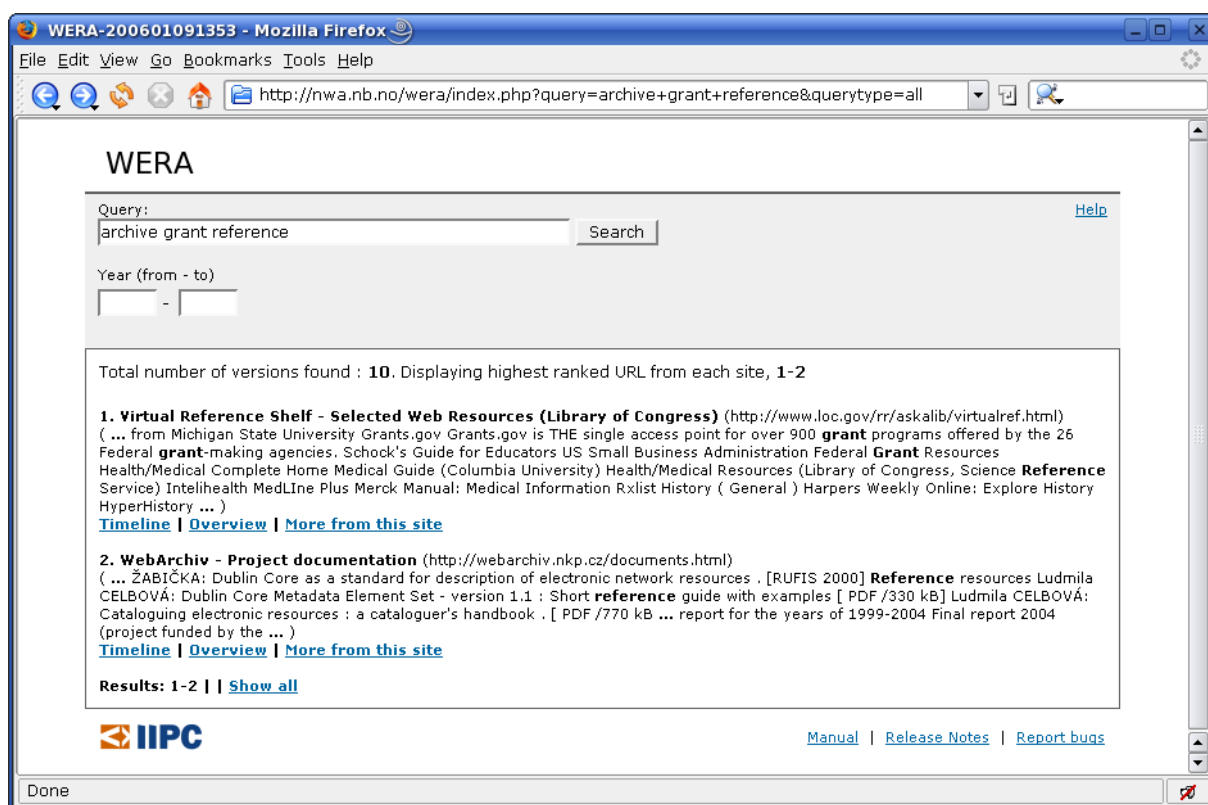 WERA-200601091353 - Mozilla Firefox
File Edit View Go Bookmarks Tools Help
http://nwa.nb.no/wera/index.php?query=archive+grant+reference&querytype=all
WERA
Query:
Help
archive grant reference
Search
Year (from - to)
-
Total number of versions found : 10. Displaying highest ranked URL from each site, 1-2
1. Virtual Reference Shelf - Selected Web Resources (Library of Congress) (http://www.loc.gov/rr/askalib/virtualref.html)
( ... from Michigan State University Grants.gov Grants.gov is THE single access point for over 900 grant programs offered by the 26
Federal grant-making agencies. Schock's Guide for Educators US Small Business Administration Federal Grant Resources
Health/Medical Complete Home Medical Guide (Columbia University) Health/Medical Resources (Library of Congress, Science Reference
Service) Intelihealth MedLIne Plus Merck Manual: Medical Information Rxlist History ( General ) Harpers Weekly Online: Explore History
HyperHistory ... )
Timeline | Overview | More from this site
2. WebArchiv - Project documentation (http://webarchiv.nkp.cz/documents.html)
( ... ŽABIČKA: Dublin Core as a standard for description of electronic network resources . [RUFIS 2000] Reference resources Ludmila
CELBOVÁ: Dublin Core Metadata Element Set - version 1.1 : Short reference guide with examples [ PDF /330 kB] Ludmila CELBOVÁ:
Cataloguing electronic resources : a cataloguer's handbook . [ PDF /770 kB ... report for the years of 1999-2004 Final report 2004
(project funded by the ... )
Timeline | Overview | More from this site
Results: 1-2 | | Show all
IIPC
Manual | Release Notes | Report bugs
Done